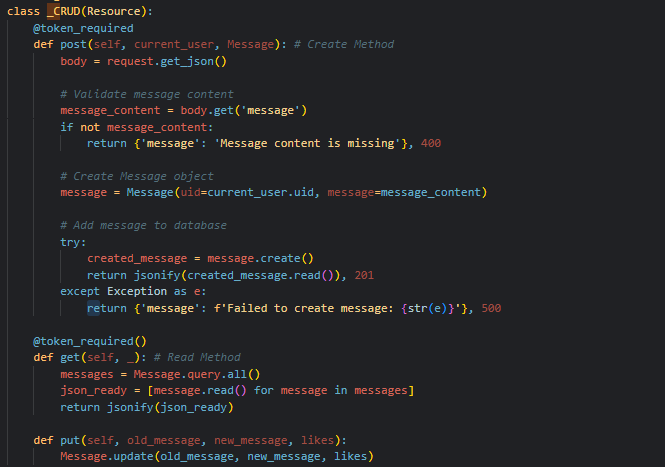 class _CRUD(Resource):
    @token_required
    def post(self, current_user, Message): # Create Method
        body = request.get_json()

        # Validate message content
        message_content = body.get('message')
        if not message_content:
            return {'message': 'Message content is missing'}, 400

        # Create Message object
        message = Message(uid=current_user.uid, message=message_content)

        # Add message to database
        try:
            created_message = message.create()
            return jsonify(created_message.read()), 201
        except Exception as e:
            return {'message': f'Failed to create message: {str(e)}'}, 500

    @token_required()
    def get(self, _): # Read Method
        messages = Message.query.all()
        json_ready = [message.read() for message in messages]
        return jsonify(json_ready)

    def put(self, old_message, new_message, likes):
        Message.update(old_message, new_message, likes)